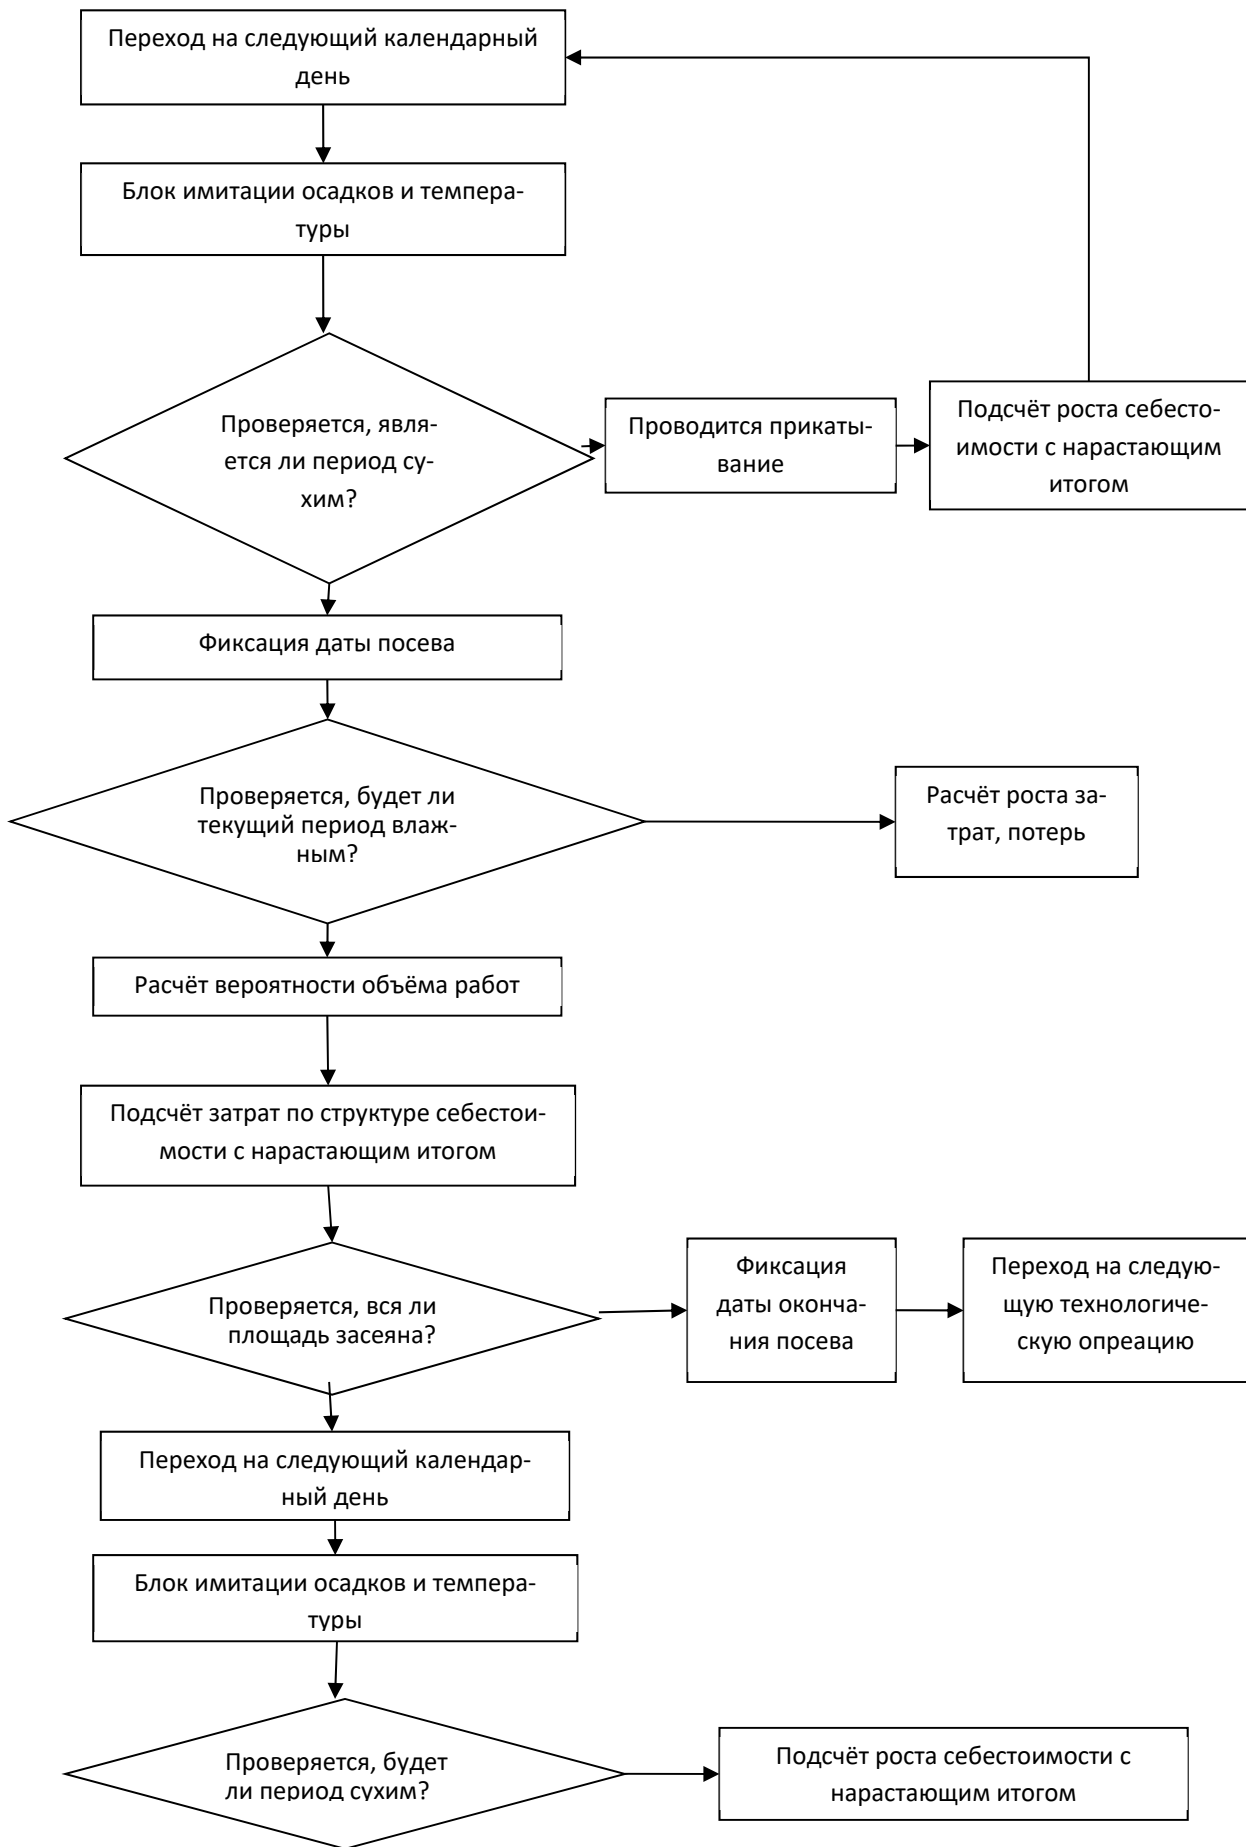 Переход на следующий календарный
день
Блок имитации осадков и темпера-
туры
Проверяется, явля-
ется ли период су-
хим?
Проводится прикаты-
вание
Подсчёт роста себесто-
имости с нарастающим
итогом
Фиксация даты посева
Проверяется, будет ли
текущий период влаж-
ным?
Расчёт роста за-
трат, потерь
Расчёт вероятности объёма работ
Подсчёт затрат по структуре себестои-
мости с нарастающим итогом
Проверяется, вся ли
площадь засеяна?
Фиксация
даты оконча-
ния посева
Переход на следую-
щую технологиче-
скую опреацию
Переход на следующий календар-
ный день
Блок имитации осадков и темпера-
туры
Проверяется, будет
ли период сухим?
Подсчёт роста себестоимости с
нарастающим итогом